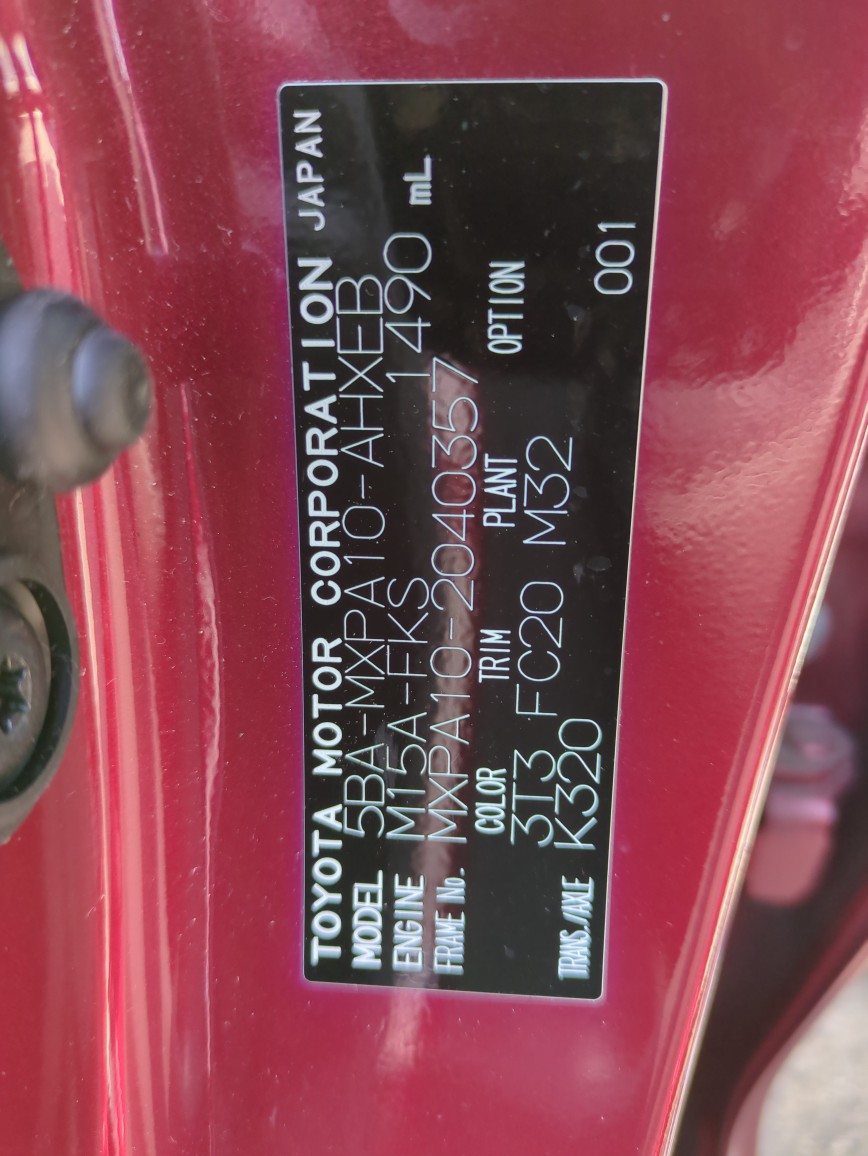 TOYOTA MOTOR CORPORATION JAPAN
MODEL 5BA-MXPA10-AHXEB
ENGINE M15A-FKS 1490 mL
FRAME No. MXPA10-2040357
COLOR TRIM PLANT OPTION
3T3 FC20 M32
TRANS./AXLE K320 001